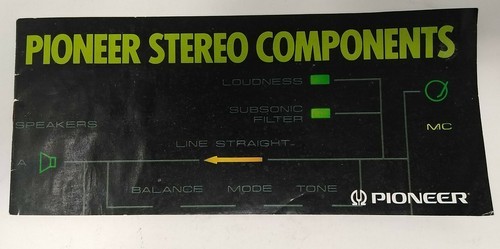 PIONEER STEREO COMPONENTS
LOUDNESS
SUBSONIC
FILTER
SPEAKERS
MC
LINE STRAIGHT
A
BALANCE MODE TONE
PIONEER